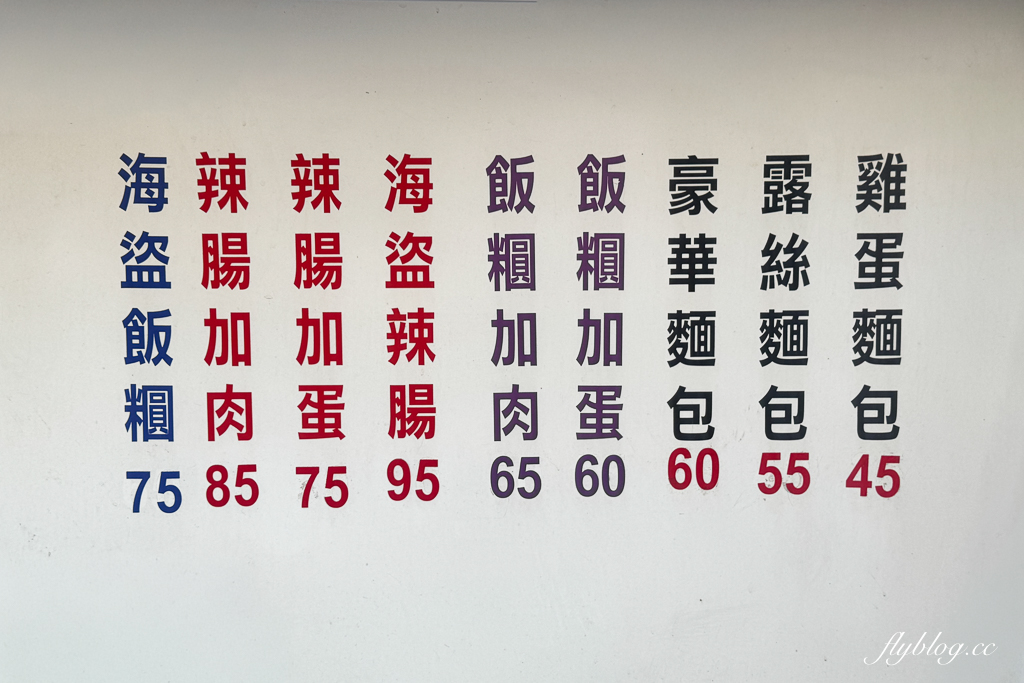 雞蛋麵包 45
露絲麵包 55
豪華麵包 60
飯糰加蛋 60
飯糰加肉 65
海盜辣腸 95
辣腸加蛋 75
辣腸加肉 85
海盜飯糰 75
flyblog.cc